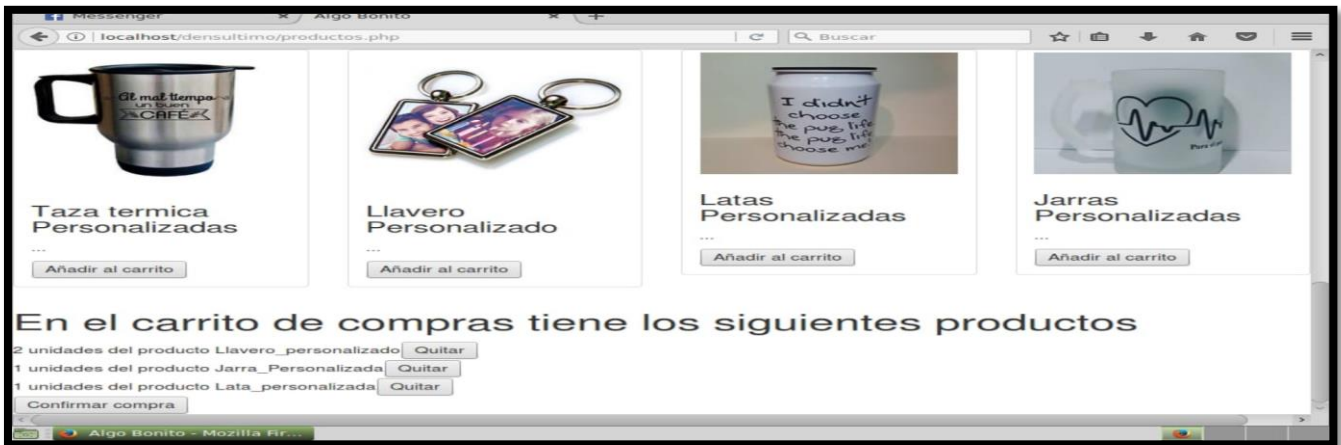 Messenger
Algo Bonito
localhost/densultimo/productos.php
Buscar
Al mal tiempo
un buen
CAFÉ
I didn't
choose
the pug life
the pug life
choose me!
Para
Taza termica
Personalizadas
...
Añadir al carrito
Llavero
Personalizado
...
Añadir al carrito
Latas
Personalizadas
...
Añadir al carrito
Jarras
Personalizadas
...
Añadir al carrito
En el carrito de compras tiene los siguientes productos
2 unidades del producto Llavero_personalizado Quitar
1 unidades del producto Jarra_Personalizada Quitar
1 unidades del producto Lata_personalizada Quitar
Confirmar compra
Algo Bonito - Mozilla Fir...